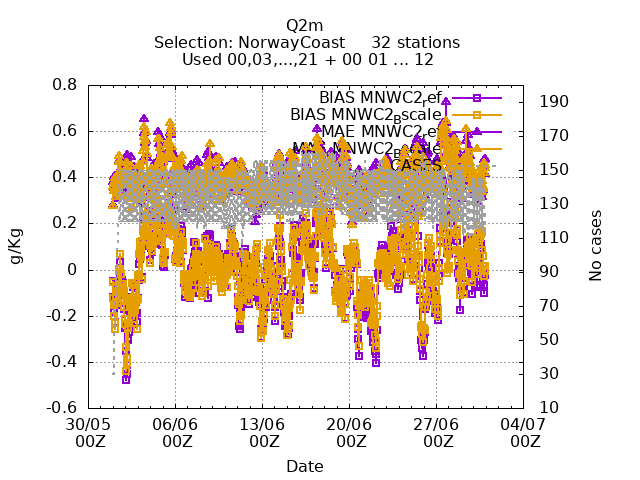 Q2m
Selection: NorwayCoast 32 stations
Used 00,03,...,21 + 00 01 ... 12
BIAS MNWC2_ref
BIAS MNWC2_Bscale
MAE MNWC2_ref
MAE MNWC2_Bscale
CASES
0.8
0.6
0.4
0.2
0
-0.2
-0.4
-0.6
g/Kg
190
170
150
130
110
90
70
50
30
10
No cases
30/05 06/06 13/06 20/06 27/06 04/07
00Z 00Z 00Z 00Z 00Z 00Z
Date